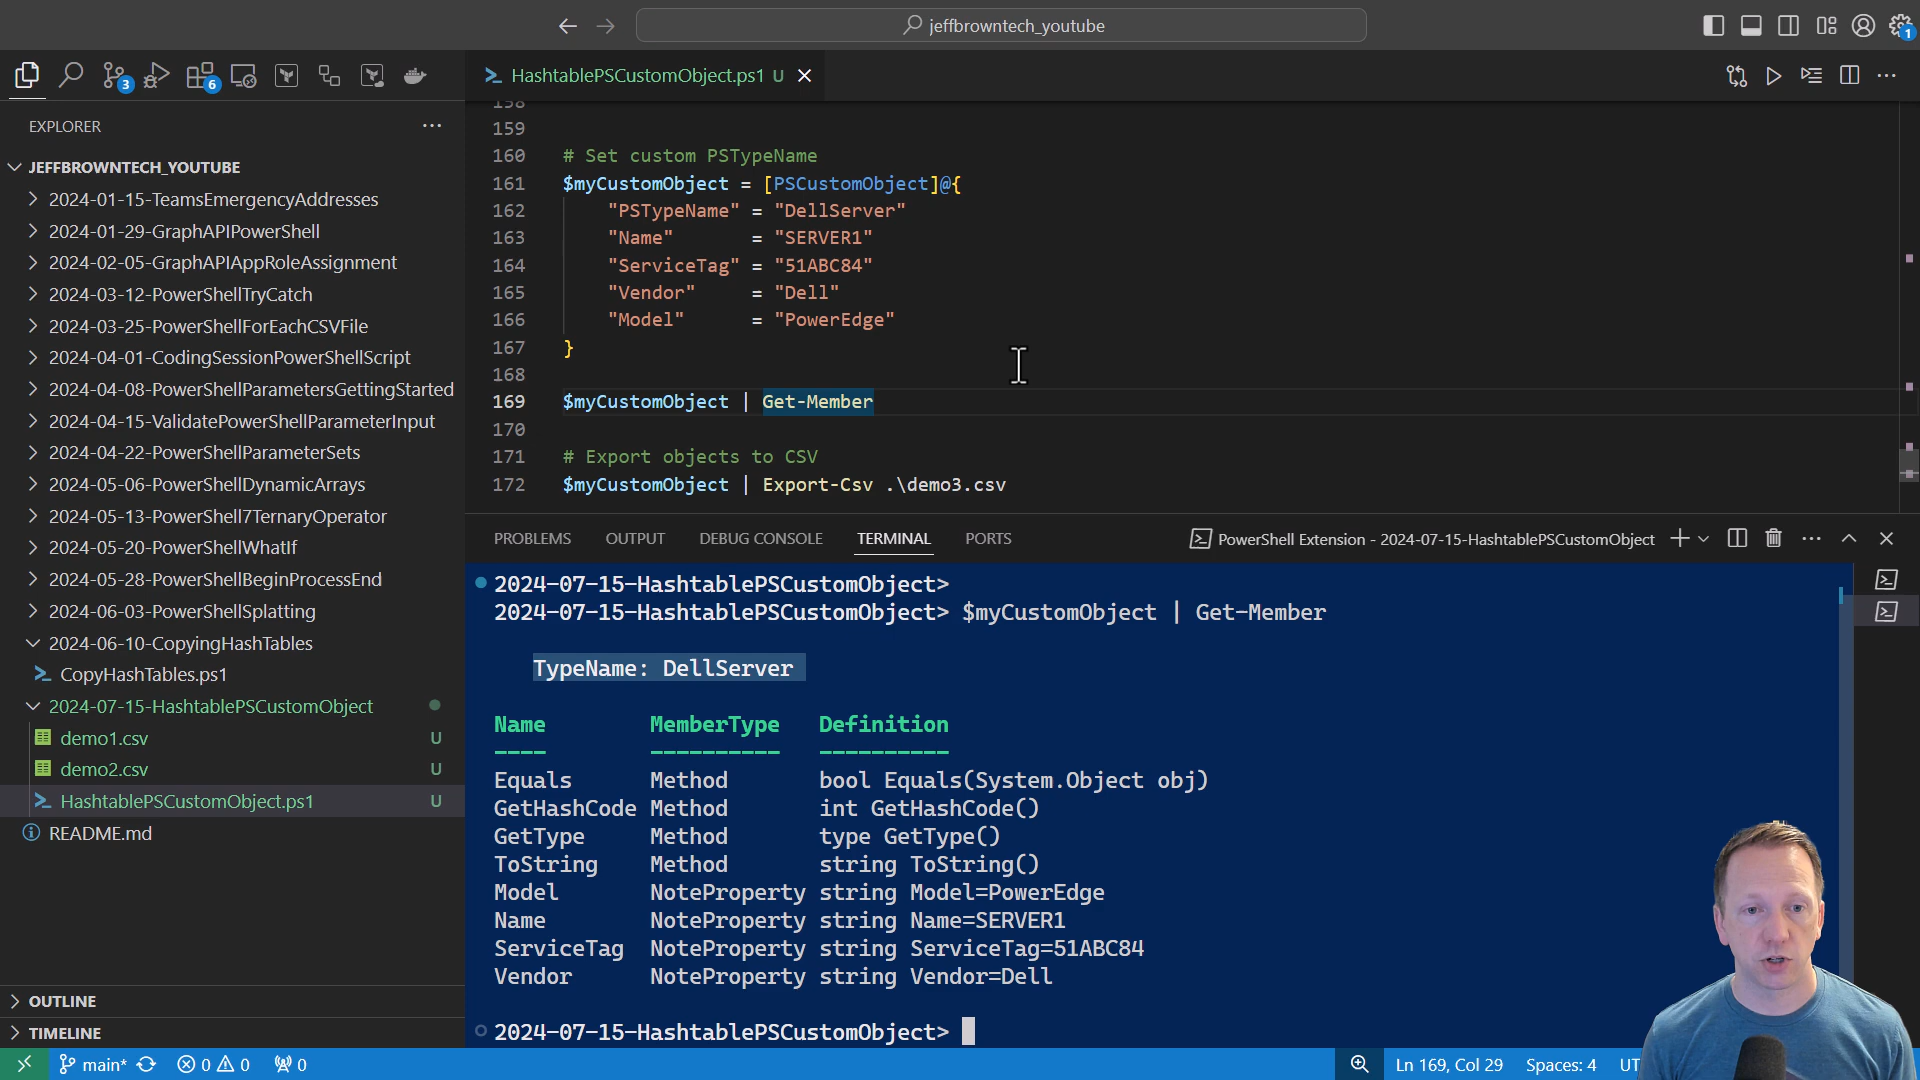 jeffbrowntech_youtube
1
3
6
HashtablePSCustomObject.ps1 U
EXPLORER
JEFFBROWNTECH_YOUTUBE
2024-01-15-TeamsEmergencyAddresses
2024-01-29-GraphAPIPowerShell
2024-02-05-GraphAPIAppRoleAssignment
2024-03-12-PowerShellTryCatch
2024-03-25-PowerShellForEachCSVFile
2024-04-01-CodingSessionPowerShellScript
2024-04-08-PowerShellParametersGettingStarted
2024-04-15-ValidatePowerShellParameterInput
2024-04-22-PowerShellParameterSets
2024-05-06-PowerShellDynamicArrays
2024-05-13-PowerShell7TernaryOperator
2024-05-20-PowerShellWhatIf
2024-05-28-PowerShellBeginProcessEnd
2024-06-03-PowerShellSplatting
2024-06-10-CopyingHashTables
CopyHashTables.ps1
2024-07-15-HashtablePSCustomObject
demo1.csv U
demo2.csv U
HashtablePSCustomObject.ps1 U
README.md
OUTLINE
TIMELINE
158
159
160 # Set custom PSTypeName
161 $myCustomObject = [PSCustomObject]@{
162 "PSTypeName" = "DellServer"
163 "Name" = "SERVER1"
164 "ServiceTag" = "51ABC84"
165 "Vendor" = "Dell"
166 "Model" = "PowerEdge"
167 }
168
169 $myCustomObject | Get-Member
170
171 # Export objects to CSV
172 $myCustomObject | Export-Csv .\demo3.csv
PROBLEMS OUTPUT DEBUG CONSOLE TERMINAL PORTS PowerShell Extension - 2024-07-15-HashtablePSCustomObject
2024-07-15-HashtablePSCustomObject>
2024-07-15-HashtablePSCustomObject> $myCustomObject | Get-Member
TypeName: DellServer
Name MemberType Definition
---- ---------- ----------
Equals Method bool Equals(System.Object obj)
GetHashCode Method int GetHashCode()
GetType Method type GetType()
ToString Method string ToString()
Model NoteProperty string Model=PowerEdge
Name NoteProperty string Name=SERVER1
ServiceTag NoteProperty string ServiceTag=51ABC84
Vendor NoteProperty string Vendor=Dell
2024-07-15-HashtablePSCustomObject>
main* 0 0 0 Ln 169, Col 29 Spaces: 4 UT